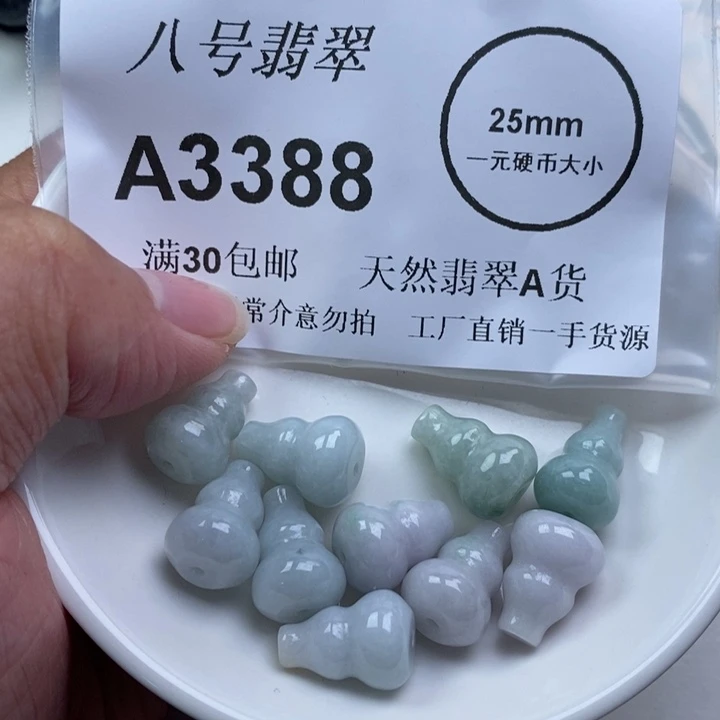 八号翡翠
25mm
一元硬币大小
A3388
满30包邮 天然翡翠A货
常介意勿拍 工厂直销一手货源